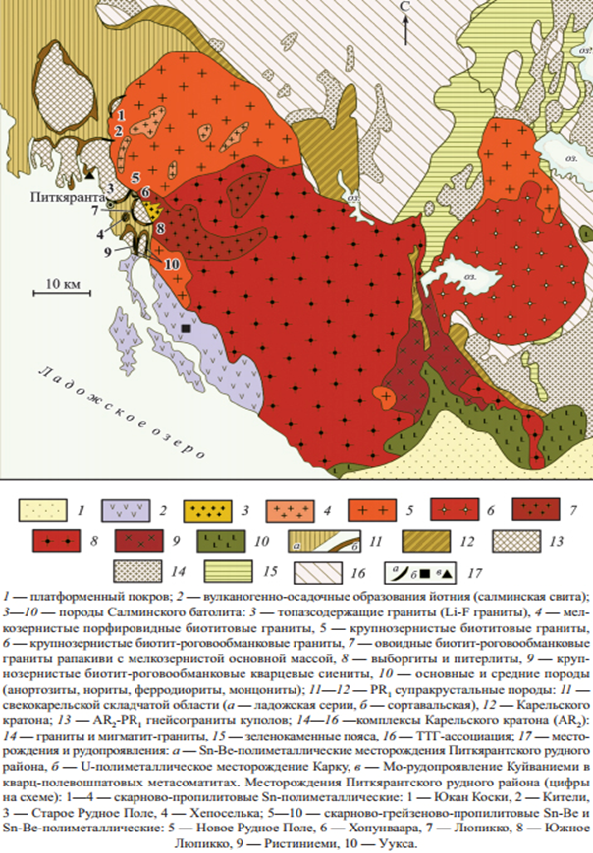 С
оз.
1
2
оз.
5
3
6
Питкяранта
оз.
7
4
8
9
оз.
10
10 км
Ладожское озеро
1 2 3 4 5 6 7
8 9 10 а б 11 12 13
14 15 16 а б в 17
1 — платформенный покров; 2 — вулканогенно-осадочные образования йотния (салминская свита);
3—10 — породы Салминского батолита: 3 — топазсодержащие граниты (Li-F граниты), 4 — мел-
козернистые порфировидные биотитовые граниты, 5 — крупнозернистые биотитовые граниты,
6 — крупнозернистые биотит-роговообманковые граниты, 7 — овоидные биотит-роговообманковые
граниты рапакиви с мелкозернистой основной массой, 8 — выборгиты и питерлиты, 9 — круп-
нозернистые биотит-роговообманковые кварцевые сиениты, 10 — основные и средние породы
(анортозиты, нориты, ферродиориты, монцониты); 11—12 — PR1 супракрустальные породы: 11 —
свекокарельской складчатой области (а — ладожская серия, б — сортавальская), 12 — Карельского
кратона; 13 — AR2-PR1 гнейсограниты куполов; 14—16 —комплексы Карельского кратона (AR2):
14 — граниты и мигматит-граниты, 15 — зеленокаменные пояса, 16 — ТТГ-ассоциация; 17 — место-
рождения и рудопроявления: а — Sn-Be-полиметаллические месторождения Питкярантского рудного
района, б — U-полиметаллическое месторождение Карку, в — Mo-рудопроявление Куйваниеми в
кварц-полевошпатовых метасоматитах. Месторождения Питкярантского рудного района (цифры
на схеме): 1—4 — скарново-пропилитовые Sn-полиметаллические: 1 — Юкан Коски, 2 — Кители,
3 — Старое Рудное Поле, 4 — Хепоселька; 5—10 — скарново-грейзеново-пропилитовые Sn-Be и
Sn-Be-полиметаллические: 5 — Новое Рудное Поле, 6 — Хопунваара, 7 — Люпикко, 8 — Южное
Люпикко, 9 — Ристиниеми, 10 — Уукса.